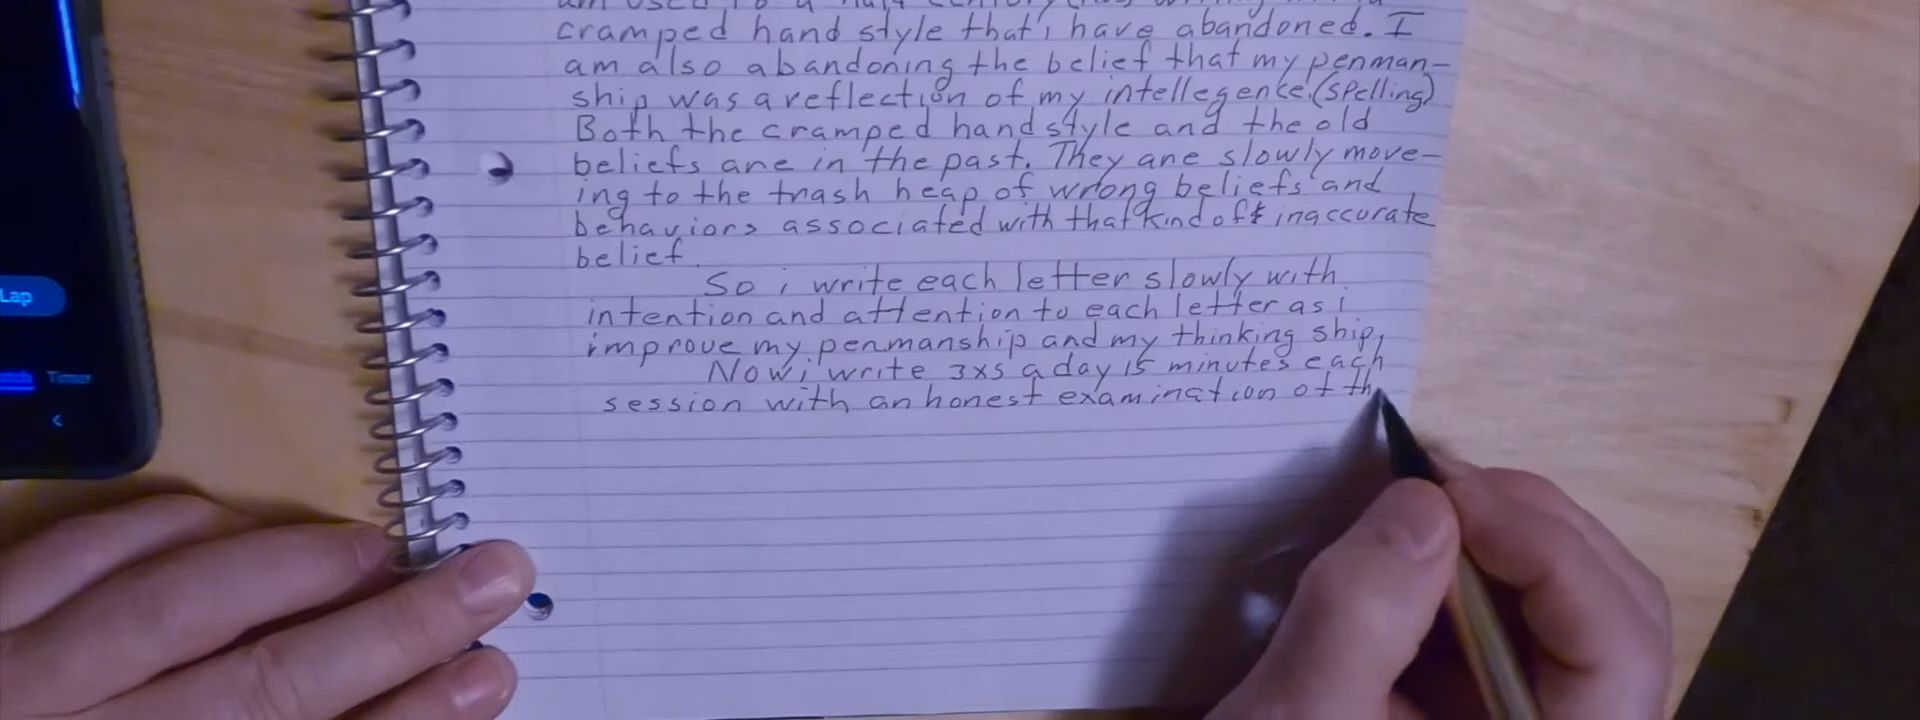 cramped hand style that i have abandoned. I
am also abandoning the belief that my penman-
ship was a reflection of my intellegence.(spelling)
Both the cramped hand style and the old
beliefs are in the past. They are slowly move-
ing to the trash heap of wrong beliefs and
behaviors associated with that kind of inaccurate
belief.
So i write each letter slowly with
intention and attention to each letter as i
improve my penmanship and my thinking ship,
Now i write 3xs a day 15 minutes each
session with an honest examination of th
Lap
Timer